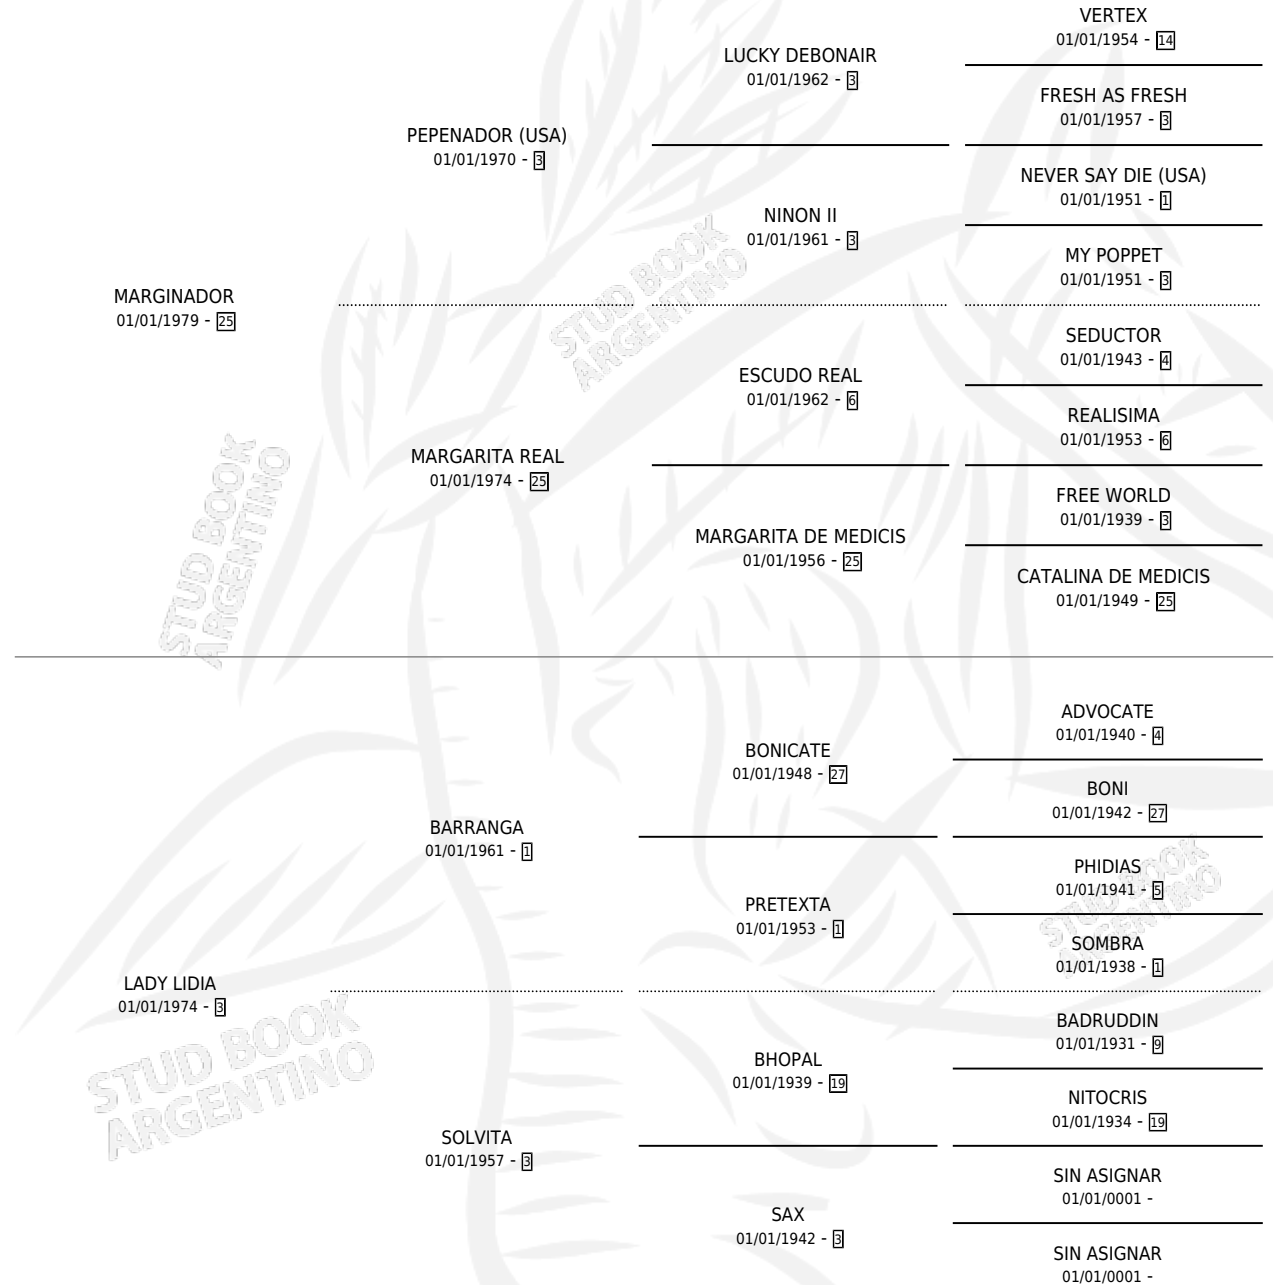 VERTEX
01/01/1954 - 14
LUCKY DEBONAIR
01/01/1962 - 3
FRESH AS FRESH
01/01/1957 - 3
PEPENADOR (USA)
01/01/1970 - 3
NEVER SAY DIE (USA)
01/01/1951 - 1
NINON II
01/01/1961 - 3
MY POPPET
01/01/1951 - 3
MARGINADOR
01/01/1979 - 25
STUD BOOK
ARGENTINO
SEDUCTOR
01/01/1943 - 4
ESCUDO REAL
01/01/1962 - 6
REALISIMA
01/01/1953 - 6
MARGARITA REAL
01/01/1974 - 25
FREE WORLD
01/01/1939 - 3
MARGARITA DE MEDICIS
01/01/1956 - 25
CATALINA DE MEDICIS
01/01/1949 - 25
STUD BOOK
ARGENTINO
ADVOCATE
01/01/1940 - 4
BONICATE
01/01/1948 - 27
BONI
01/01/1942 - 27
BARRANGA
01/01/1961 - 1
PHIDIAS
01/01/1941 - 5
PRETEXTA
01/01/1953 - 1
SOMBRA
01/01/1938 - 1
STUD BOOK
ARGENTINO
LADY LIDIA
01/01/1974 - 3
BADRUDDIN
01/01/1931 - 9
BHOPAL
01/01/1939 - 19
NITOCRIS
01/01/1934 - 19
STUD BOOK
ARGENTINO
SOLVITA
01/01/1957 - 3
SIN ASIGNAR
01/01/0001 -
SAX
01/01/1942 - 3
SIN ASIGNAR
01/01/0001 -